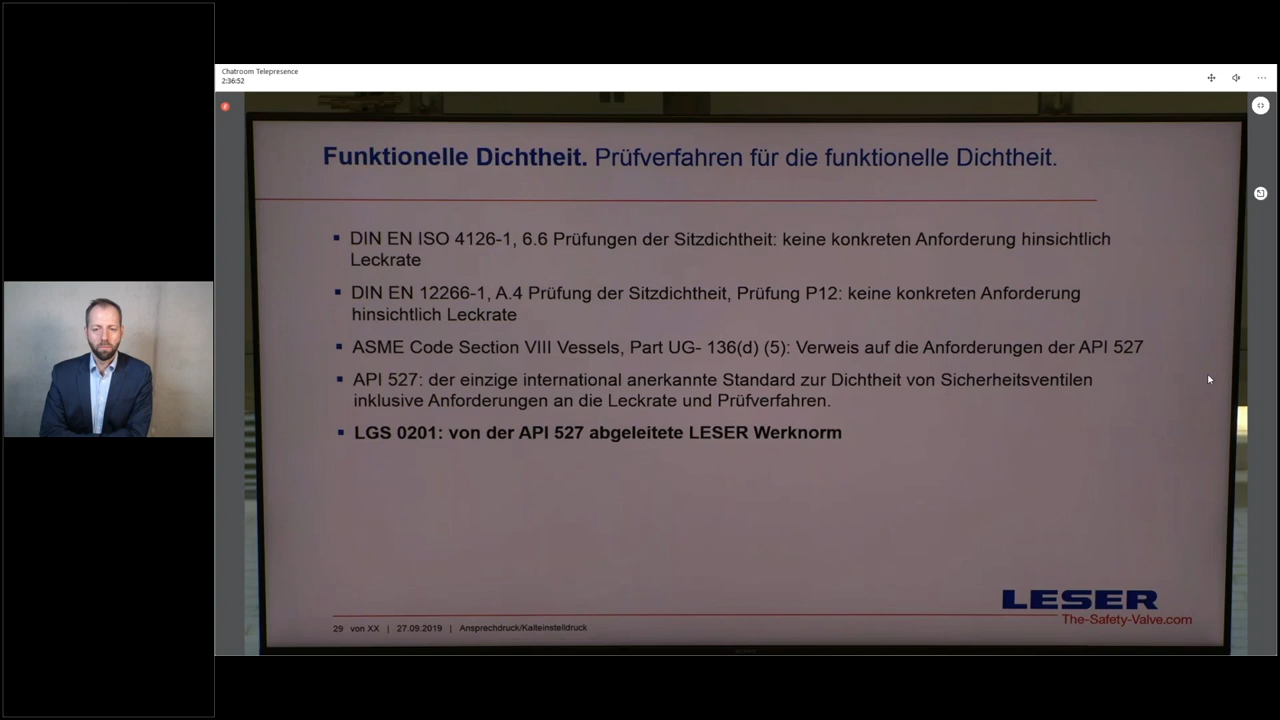 Chatroom Telepresence
2:36:52
Funktionelle Dichtheit. Prüfverfahren für die funktionelle Dichtheit.
DIN EN ISO 4126-1, 6.6 Prüfungen der Sitzdichtheit: keine konkreten Anforderung hinsichtlich
Leckrate
DIN EN 12266-1, A.4 Prüfung der Sitzdichtheit, Prüfung P12: keine konkreten Anforderung
hinsichtlich Leckrate
ASME Code Section VIII Vessels, Part UG- 136(d) (5): Verweis auf die Anforderungen der API 527
API 527: der einzige international anerkannte Standard zur Dichtheit von Sicherheitsventilen
inklusive Anforderungen an die Leckrate und Prüfverfahren.
LGS 0201: von der API 527 abgeleitete LESER Werknorm
LESER
The-Safety-Valve.com
29 von XX | 27.09.2019 | Ansprechdruck/Kalteinstelldruck